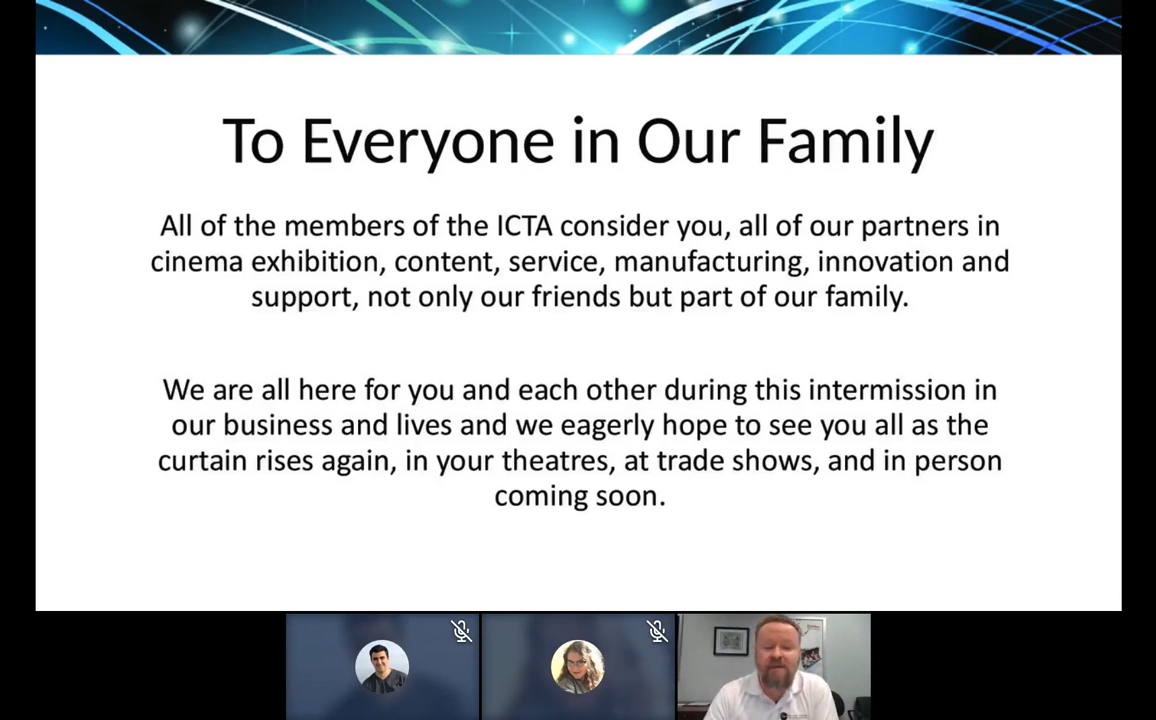 To Everyone in Our Family
All of the members of the ICTA consider you, all of our partners in
cinema exhibition, content, service, manufacturing, innovation and
support, not only our friends but part of our family.
We are all here for you and each other during this intermission in
our business and lives and we eagerly hope to see you all as the
curtain rises again, in your theatres, at trade shows, and in person
coming soon.